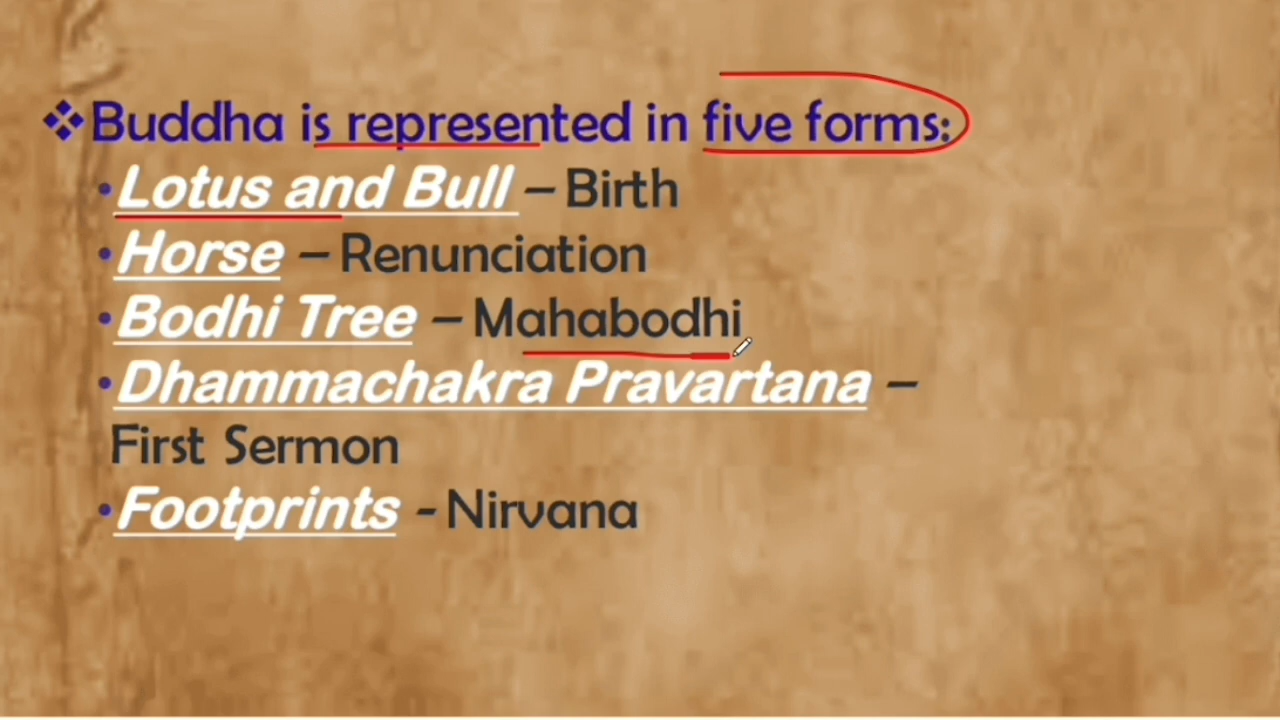 ❖Buddha is represented in five forms:
•Lotus and Bull – Birth
•Horse – Renunciation
•Bodhi Tree – Mahabodhi
•Dhammachakra Pravartana –
First Sermon
•Footprints - Nirvana